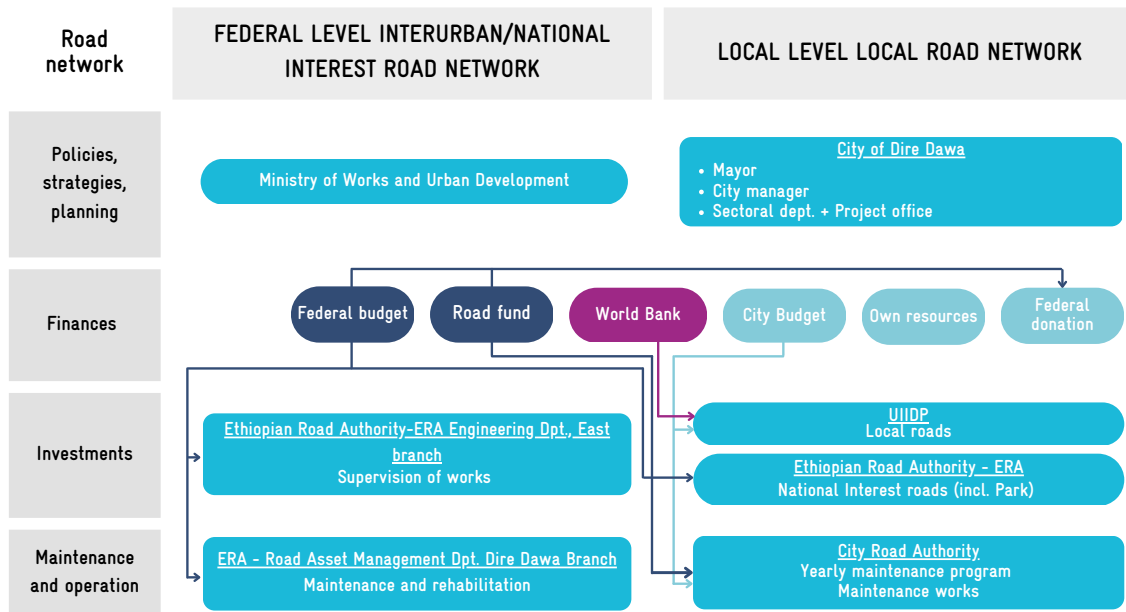 Road
network
FEDERAL LEVEL INTERURBAN/NATIONAL
INTEREST ROAD NETWORK
LOCAL LEVEL LOCAL ROAD NETWORK
Policies,
strategies,
planning
Ministry of Works and Urban Development
City of Dire Dawa
• Mayor
• City manager
• Sectoral dept. + Project office
Finances
Federal budget
Road fund
World Bank
City Budget
Own resources
Federal
donation
Investments
Ethiopian Road Authority-ERA Engineering Dpt., East
branch
Supervision of works
UIIDP
Local roads
Ethiopian Road Authority - ERA
National Interest roads (incl. Park)
Maintenance
and operation
ERA - Road Asset Management Dpt. Dire Dawa Branch
Maintenance and rehabilitation
City Road Authority
Yearly maintenance program
Maintenance works